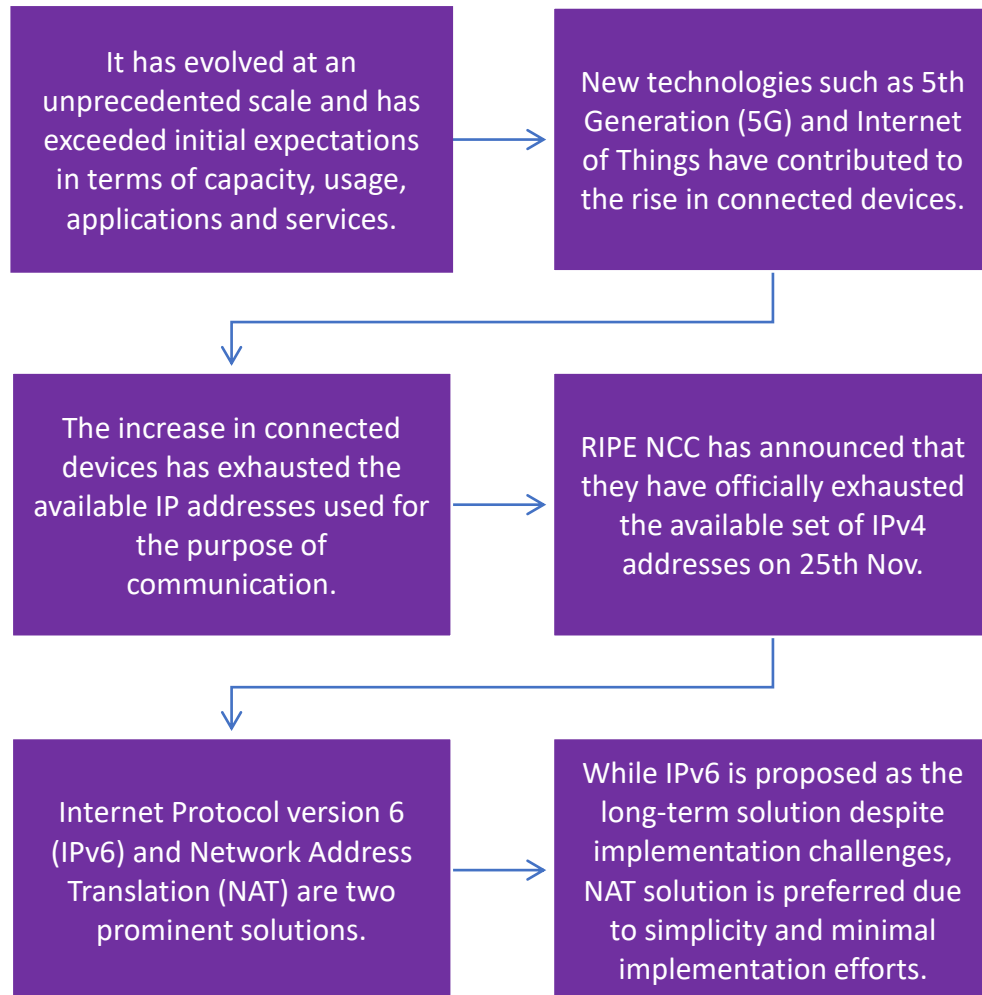 It has evolved at an
unprecedented scale and has
exceeded initial expectations
in terms of capacity, usage,
applications and services.
New technologies such as 5th
Generation (5G) and Internet
of Things have contributed to
the rise in connected devices.
The increase in connected
devices has exhausted the
available IP addresses used for
the purpose of
communication.
RIPE NCC has announced that
they have officially exhausted
the available set of IPv4
addresses on 25th Nov.
Internet Protocol version 6
(IPv6) and Network Address
Translation (NAT) are two
prominent solutions.
While IPv6 is proposed as the
long-term solution despite
implementation challenges,
NAT solution is preferred due
to simplicity and minimal
implementation efforts.